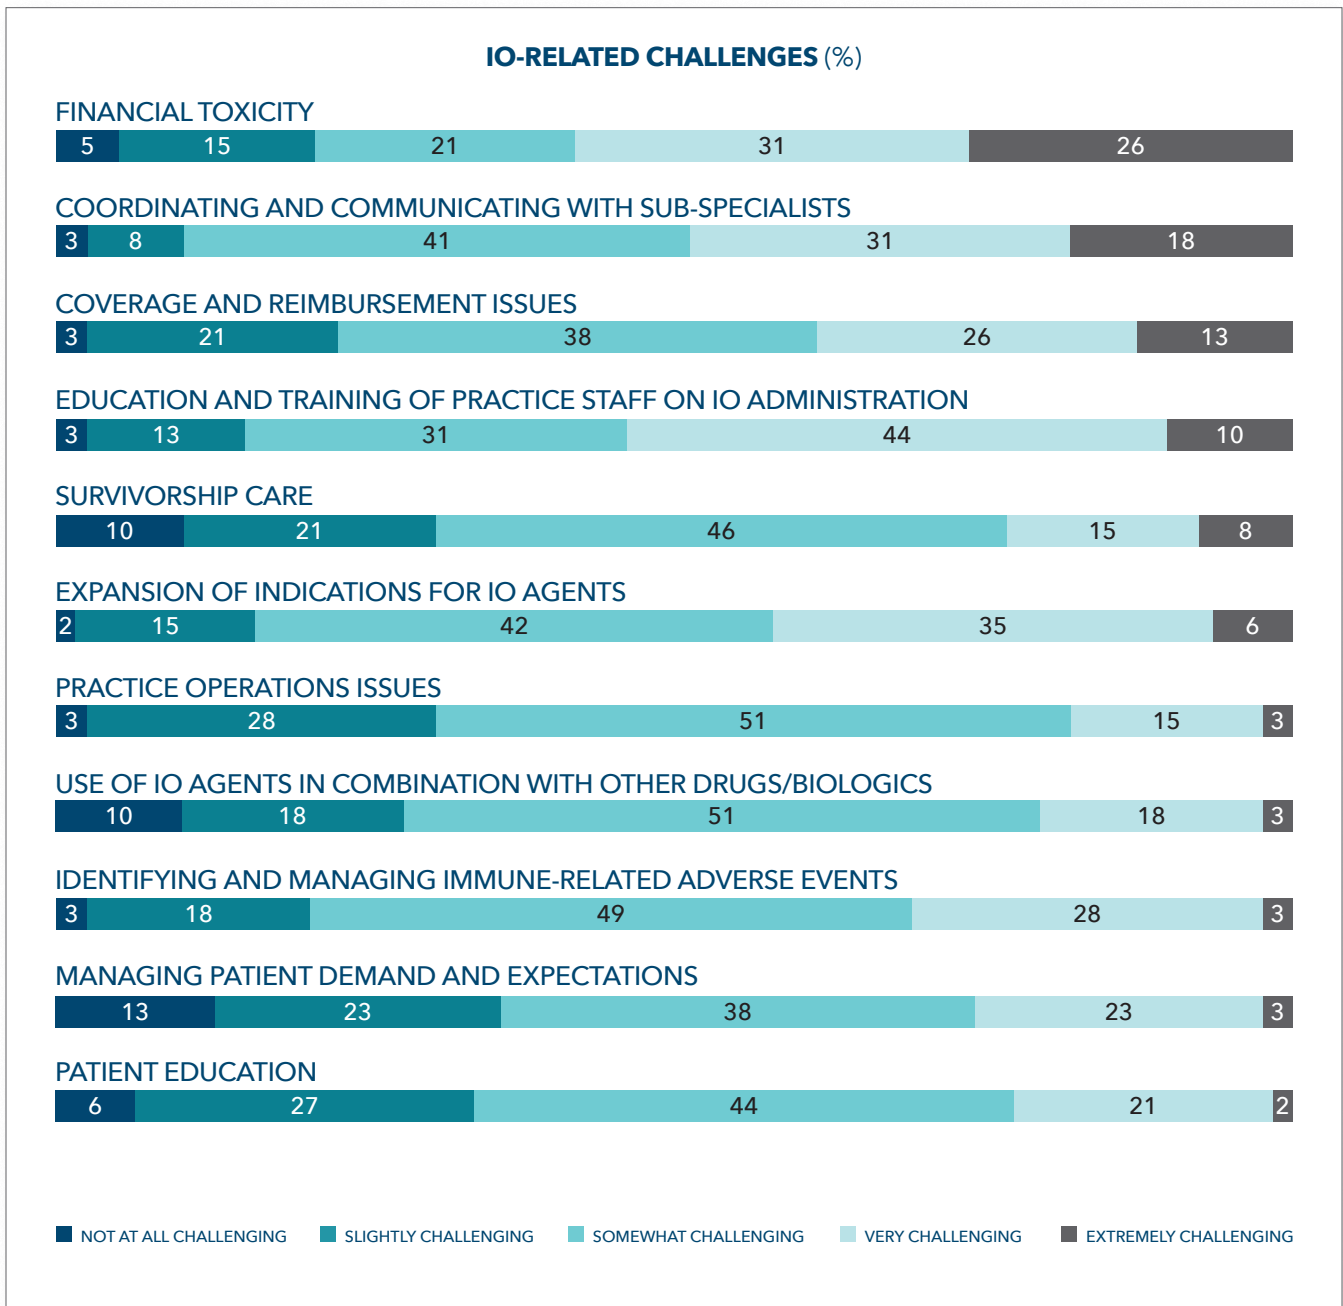 IO-RELATED CHALLENGES (%)
FINANCIAL TOXICITY
5 15 21 31 26
COORDINATING AND COMMUNICATING WITH SUB-SPECIALISTS
3 8 41 31 18
COVERAGE AND REIMBURSEMENT ISSUES
3 21 38 26 13
EDUCATION AND TRAINING OF PRACTICE STAFF ON IO ADMINISTRATION
3 13 31 44 10
SURVIVORSHIP CARE
10 21 46 15 8
EXPANSION OF INDICATIONS FOR IO AGENTS
2 15 42 35 6
PRACTICE OPERATIONS ISSUES
3 28 51 15 3
USE OF IO AGENTS IN COMBINATION WITH OTHER DRUGS/BIOLOGICS
10 18 51 18 3
IDENTIFYING AND MANAGING IMMUNE-RELATED ADVERSE EVENTS
3 18 49 28 3
MANAGING PATIENT DEMAND AND EXPECTATIONS
13 23 38 23 3
PATIENT EDUCATION
6 27 44 21 2
NOT AT ALL CHALLENGING SLIGHTLY CHALLENGING SOMEWHAT CHALLENGING VERY CHALLENGING EXTREMELY CHALLENGING